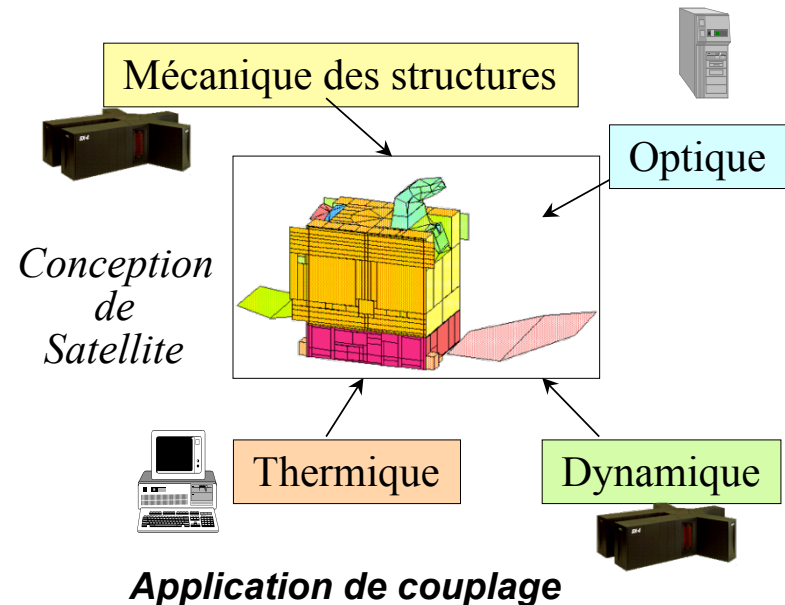 Mécanique des structures
Optique
Conception
de
Satellite
Thermique
Dynamique
Application de couplage